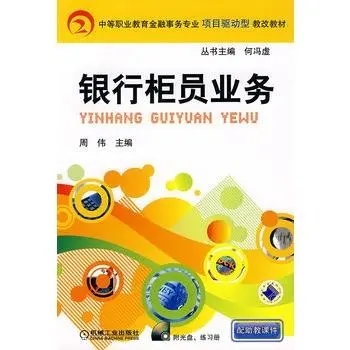 中等职业教育金融事务专业 项目驱动型 教改教材
丛书主编 何冯虚
银行柜员业务
YINHANG GUIYUAN YEWU
周 伟 主编
机械工业出版社
CHINA MACHINE PRESS
附光盘、练习册
配助教课件